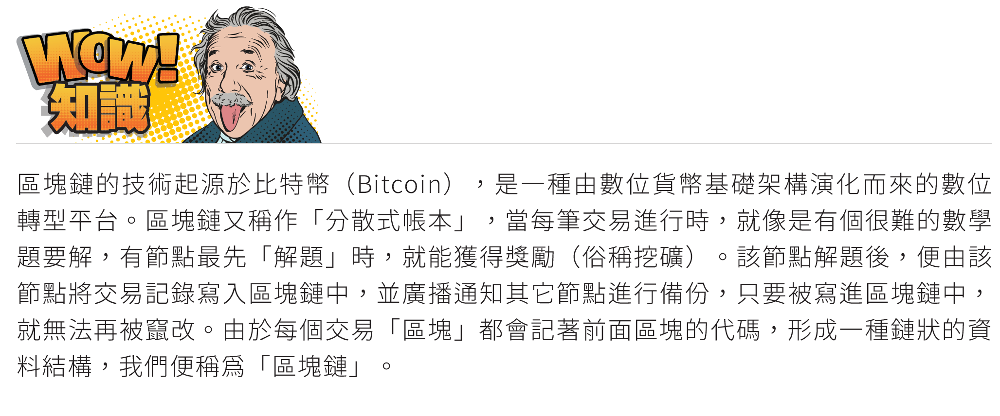 WOW!
知識
區塊鏈的技術起源於比特幣（Bitcoin），是一種由數位貨幣基礎架構演化而來的數位
轉型平台。區塊鏈又稱作「分散式帳本」，當每筆交易進行時，就像是有個很難的數學
題要解，有節點最先「解題」時，就能獲得獎勵（俗稱挖礦）。該節點解題後，便由該
節點將交易記錄寫入區塊鏈中，並廣播通知其它節點進行備份，只要被寫進區塊鏈中，
就無法再被竄改。由於每個交易「區塊」都會記著前面區塊的代碼，形成一種鏈狀的資
料結構，我們便稱為「區塊鏈」。